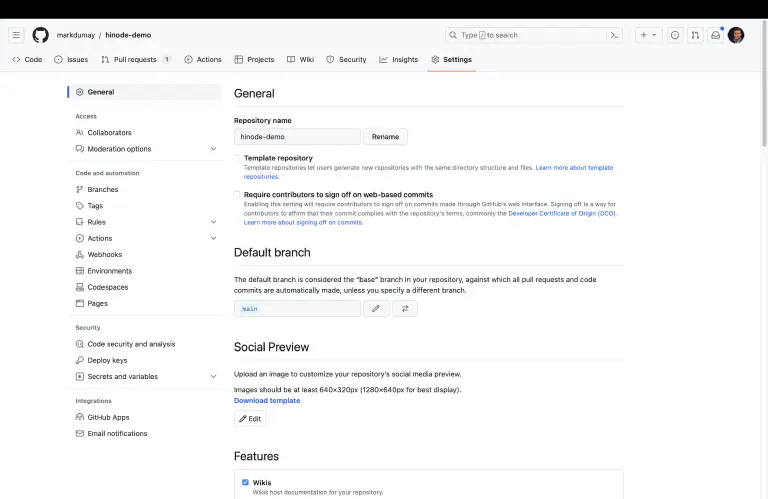 markdumay / hinode-demo
Type / to search
Code
Issues
Pull requests 1
Actions
Projects
Wiki
Security
Insights
Settings
General
Access
Collaborators
Moderation options
Code and automation
Branches
Tags
Rules
Actions
Webhooks
Environments
Codespaces
Pages
Security
Code security and analysis
Deploy keys
Secrets and variables
Integrations
GitHub Apps
Email notifications
General
Repository name
hinode-demo
Rename
Template repository
Template repositories let users generate new repositories with the same directory structure and files. Learn more about template
repositories.
Require contributors to sign off on web-based commits
Enabling this setting will require contributors to sign off on commits made through GitHub's web interface. Signing off is a way for
contributors to affirm that their commit complies with the repository's terms, commonly the Developer Certificate of Origin (DCO).
Learn more about signing off on commits.
Default branch
The default branch is considered the "base" branch in your repository, against which all pull requests and code
commits are automatically made, unless you specify a different branch.
main
Social Preview
Upload an image to customize your repository's social media preview.
Images should be at least 640×320px (1280×640px for best display).
Download template
Edit
Features
Wikis
Wikis host documentation for your repository.